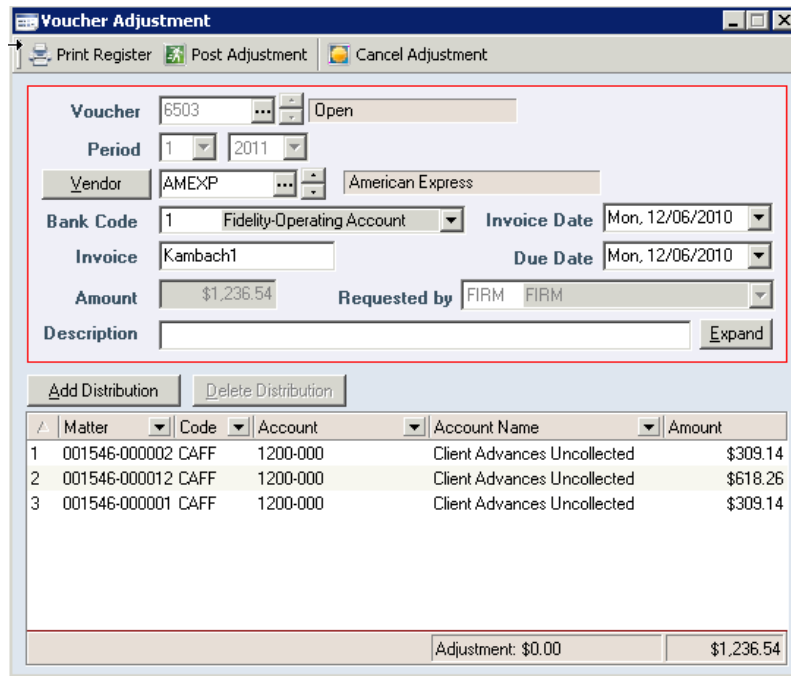 Voucher Adjustment
Print Register Post Adjustment Cancel Adjustment
Voucher 6503 ... Open
Period 1 2011
Vendor AMEXP ... American Express
Bank Code 1 Fidelity-Operating Account Invoice Date Mon, 12/06/2010
Invoice Kambach1 Due Date Mon, 12/06/2010
Amount $1,236.54 Requested by FIRM FIRM
Description Expand
Add Distribution Delete Distribution
Matter Code Account Account Name Amount
1 001546-000002 CAFF 1200-000 Client Advances Uncollected $309.14
2 001546-000012 CAFF 1200-000 Client Advances Uncollected $618.26
3 001546-000001 CAFF 1200-000 Client Advances Uncollected $309.14
Adjustment: $0.00 $1,236.54